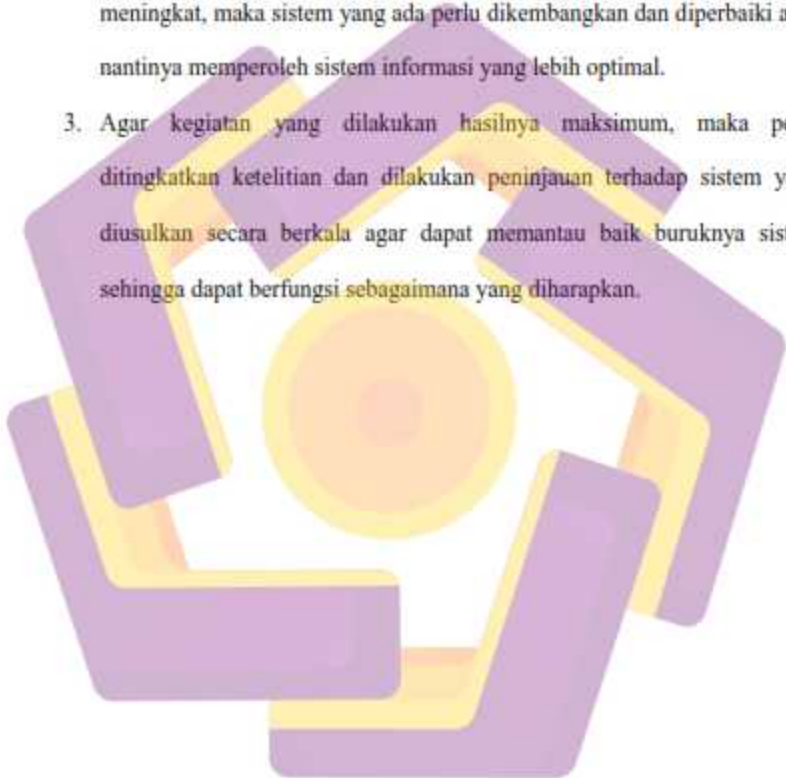 meningkat, maka sistem yang ada perlu dikembangkan dan diperbaiki
nantinya memperoleh sistem informasi yang lebih optimal.
3. Agar kegiatan yang dilakukan hasilnya maksimum, maka
ditingkatkan ketelitian dan dilakukan peninjauan terhadap sistem
diusulkan secara berkala agar dapat memantau baik buruknya
sehingga dapat berfungsi sebagaimana yang diharapkan.